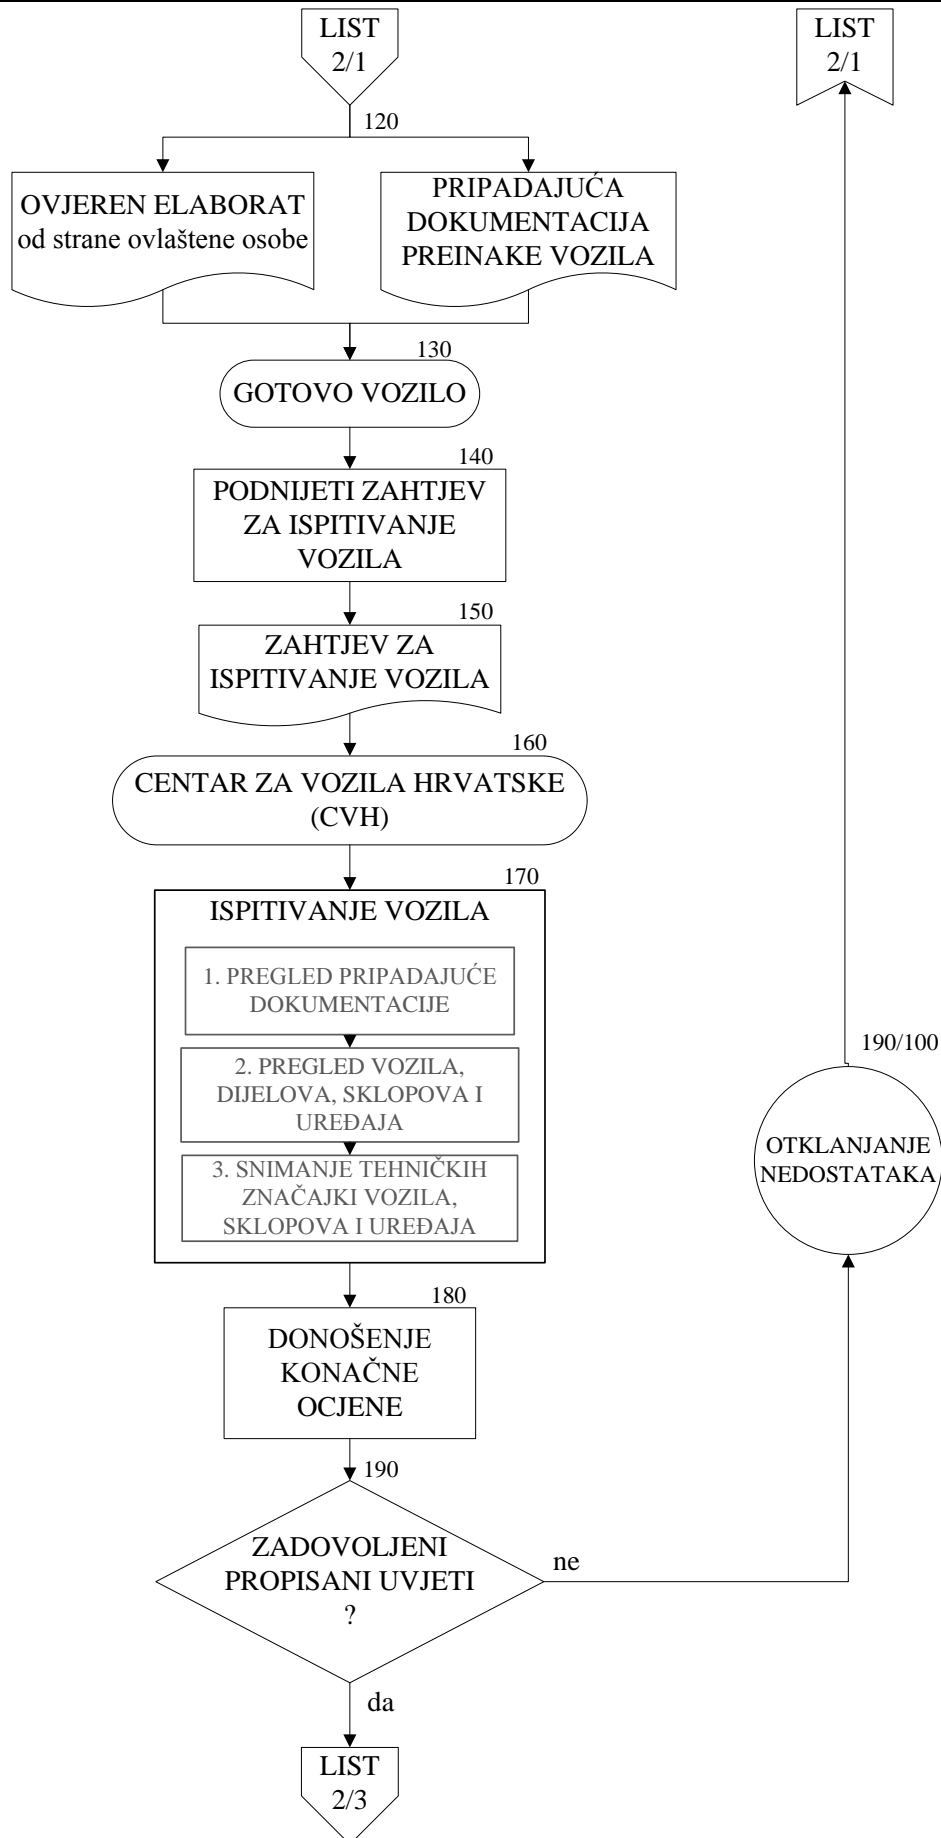 LIST
2/1
LIST
2/1
120
OVJEREN ELABORAT
od strane ovlaštene osobe
PRIPADAJUĆA
DOKUMENTACIJA
PREINAKE VOZILA
130
GOTOVO VOZILO
140
PODNIJETI ZAHTJEV
ZA ISPITIVANJE
VOZILA
150
ZAHTJEV ZA
ISPITIVANJE VOZILA
160
CENTAR ZA VOZILA HRVATSKE
(CVH)
170
ISPITIVANJE VOZILA
1. PREGLED PRIPADAJUĆE
DOKUMENTACIJE
2. PREGLED VOZILA,
DIJELOVA, SKLOPOVA I
UREĐAJA
3. SNIMANJE TEHNIČKIH
ZNAČAJKI VOZILA,
SKLOPOVA I UREĐAJA
190/100
OTKLANJANJE
NEDOSTATAKA
180
DONOŠENJE
KONAČNE
OCJENE
190
ZADOVOLJENI
PROPISANI UVJETI
?
ne
da
LIST
2/3